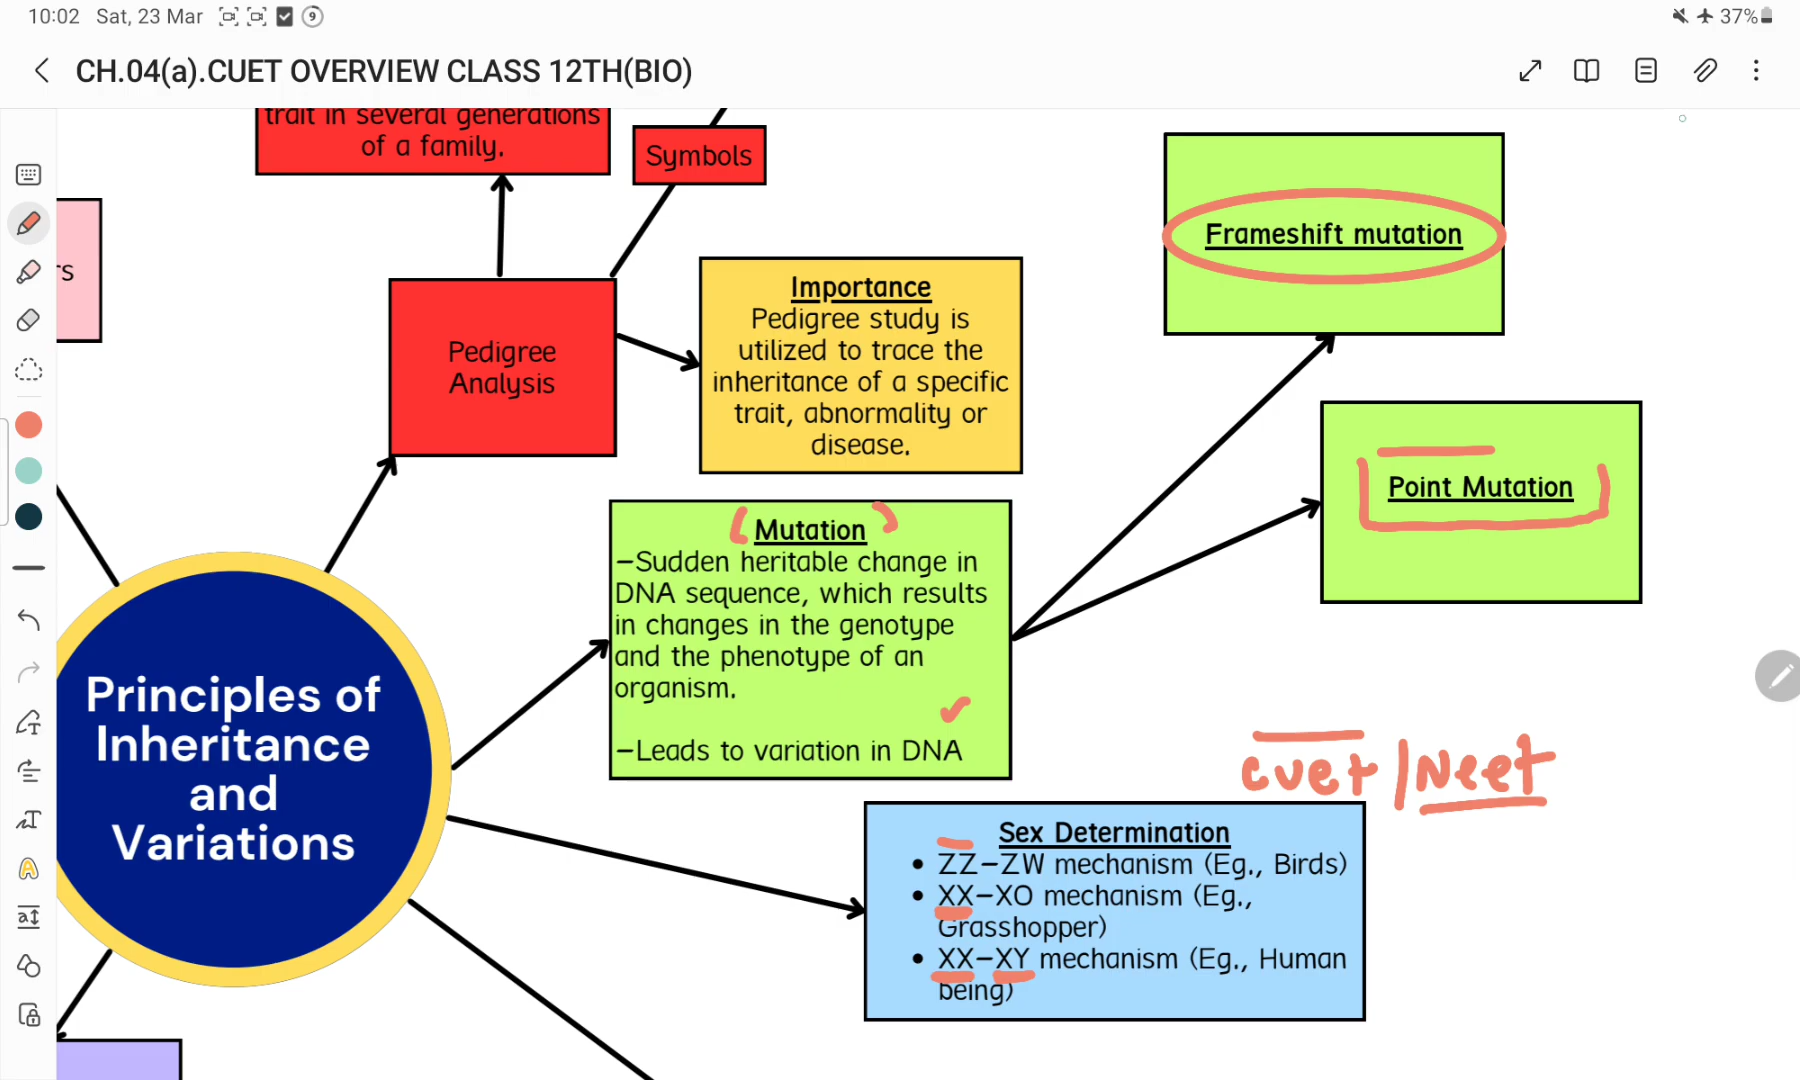 10:02 Sat, 23 Mar 9
37%
CH.04(a).CUET OVERVIEW CLASS 12TH(BIO)
trait in several generations
of a family.
Symbols
rs
Pedigree
Analysis
Importance
Pedigree study is
utilized to trace the
inheritance of a specific
trait, abnormality or
disease.
Frameshift mutation
Point Mutation
Mutation
–Sudden heritable change in
DNA sequence, which results
in changes in the genotype
and the phenotype of an
organism.
–Leads to variation in DNA
Principles of
Inheritance
and
Variations
cuet/Neet
Sex Determination
• ZZ–ZW mechanism (Eg., Birds)
• XX–XO mechanism (Eg.,
Grasshopper)
• XX–XY mechanism (Eg., Human
being)